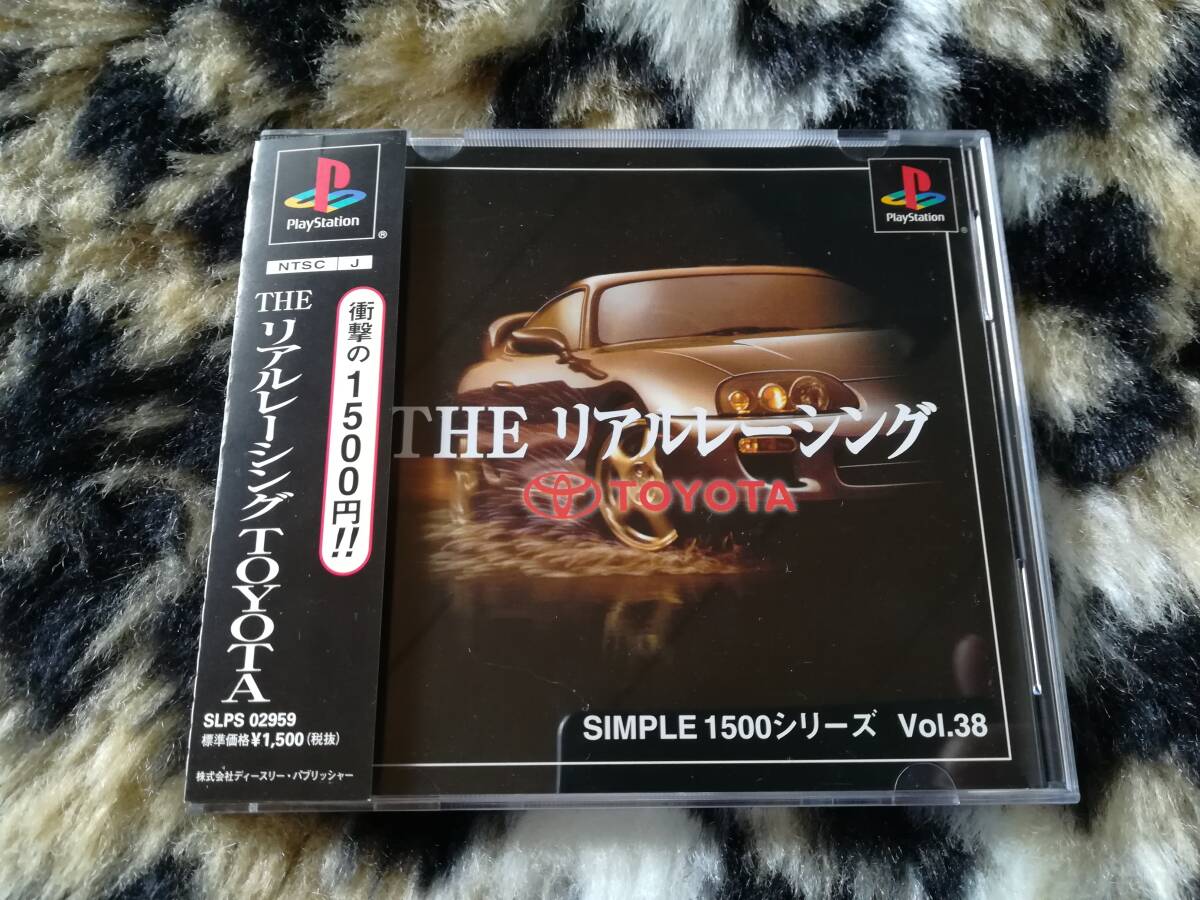 PlayStation
®
NTSC J
THE リアルレーシング TOYOTA
衝撃の1500円!!
SLPS 02959
標準価格¥1,500(税抜)
株式会社ディースリー・パブリッシャー
PlayStation
®
THE リアルレーシング
TOYOTA
SIMPLE 1500シリーズ Vol.38